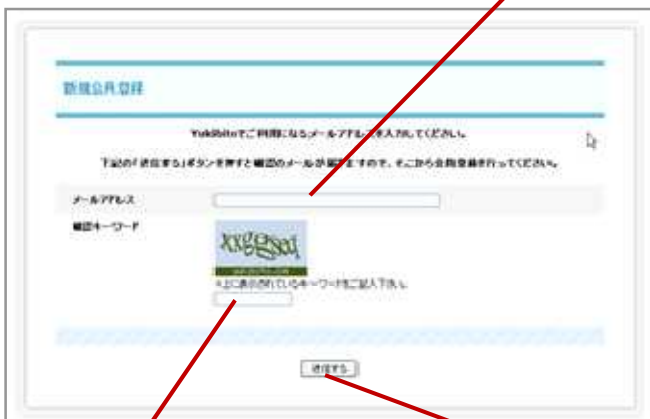 新規会員登録
Yukibitoでご利用になるメールアドレスを入力してください。
下記の「送信する」ボタンを押すと確認のメールが届きますので、そこから会員登録を行ってください。
メールアドレス
確認キーワード
※上に表示されているキーワードをご記入下さい。
送信する